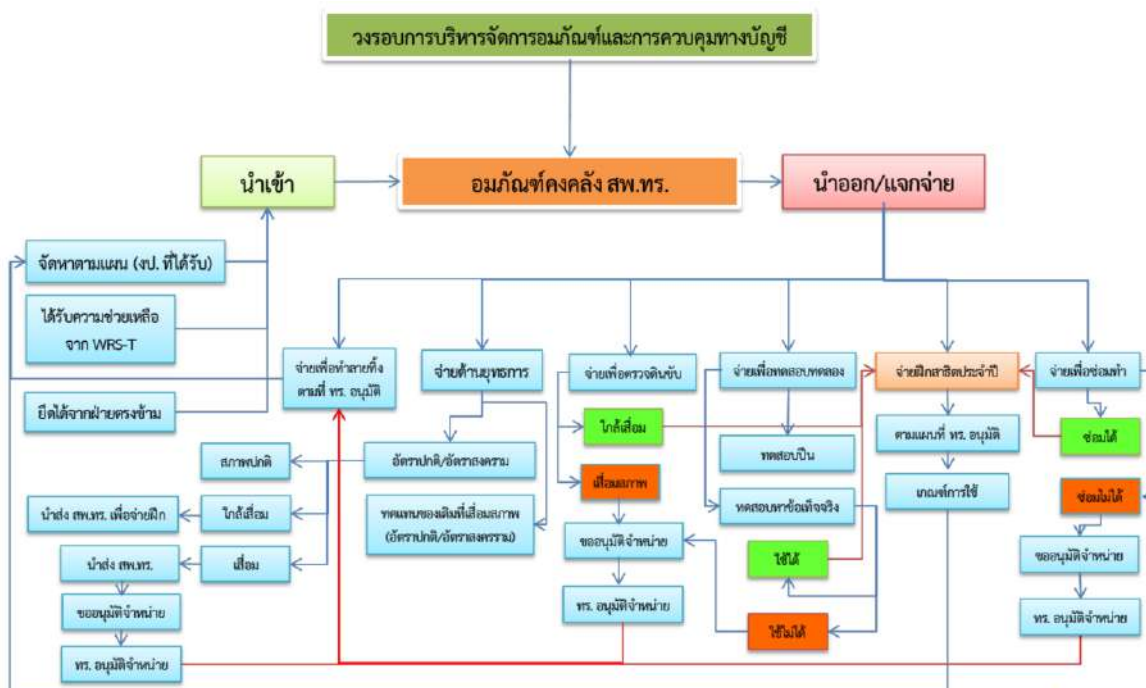 วงรอบการบริหารจัดการอมภัณฑ์และการควบคุมทางบัญชี
นำเข้า
อมภัณฑ์คงคลัง สพ.ทร.
นำออก/แจกจ่าย
จัดหาตามแผน (งป. ที่ได้รับ)
ได้รับความช่วยเหลือ
จาก WRS-T
ยึดได้จากฝ่ายตรงข้าม
จ่ายเพื่อทำลายทิ้ง
ตามที่ ทร. อนุมัติ
จ่ายด้านยุทธการ
จ่ายเพื่อตรวจดินขับ
จ่ายเพื่อทดสอบทดลอง
จ่ายฝึกสาธิตประจำปี
จ่ายเพื่อซ่อมทำ
สภาพปกติ
อัตราปกติ/อัตราสงคราม
ใกล้เสื่อม
ทดสอบปืน
ตามแผนที่ ทร. อนุมัติ
ซ่อมได้
นำส่ง สพ.ทร. เพื่อจ่ายฝึก
ใกล้เสื่อม
ทดแทนของเดิมที่เสื่อมสภาพ
(อัตราปกติ/อัตราสงคราม)
เสื่อมสภาพ
ทดสอบหาข้อเท็จจริง
เกณฑ์การใช้
ซ่อมไม่ได้
นำส่ง สพ.ทร.
เสื่อม
ขออนุมัติจำหน่าย
ใช้ได้
ขออนุมัติจำหน่าย
ขออนุมัติจำหน่าย
ทร. อนุมัติจำหน่าย
ใช้ไม่ได้
ทร. อนุมัติจำหน่าย
ทร. อนุมัติจำหน่าย